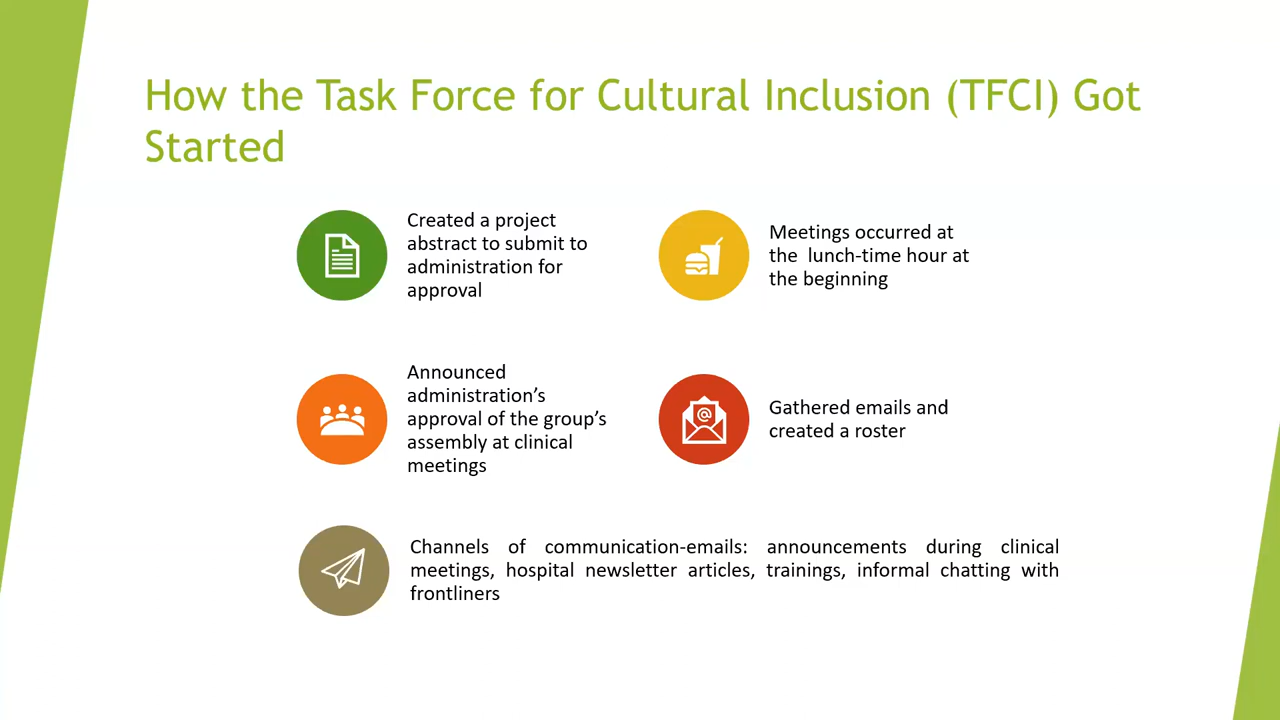 How the Task Force for Cultural Inclusion (TFCI) Got
Started
Created a project
abstract to submit to
administration for
approval
Meetings occurred at
the  lunch-time hour at
the beginning
Announced
administration’s
approval of the group’s
assembly at clinical
meetings
@
Gathered emails and
created a roster
Channels of communication-emails: announcements during clinical
meetings, hospital newsletter articles, trainings, informal chatting with
frontliners